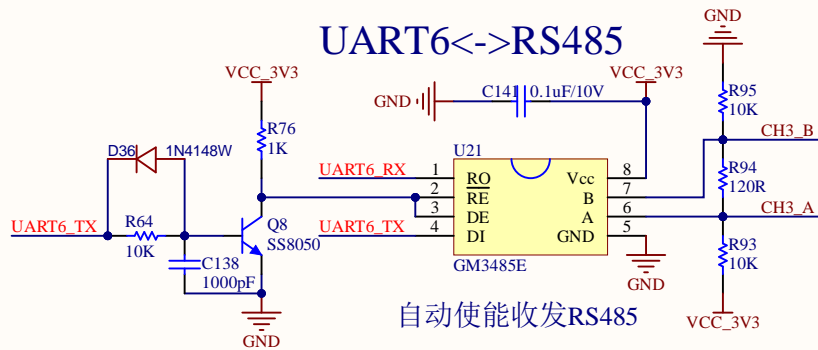 UART6<->RS485
GND
VCC_3V3
VCC_3V3
C141
0.1uF/10V
GND
R95
10K
R76
1K
D36
1N4148W
U21
CH3_B
UART6_RX
1
RO
Vcc
8
R94
120R
2
RE
B
7
UART6_TX
R64
10K
Q8
SS8050
3
DE
A
6
CH3_A
UART6_TX
4
DI
GND
5
GM3485E
C138
1000pF
R93
10K
GND
GND
自动使能收发RS485
VCC_3V3